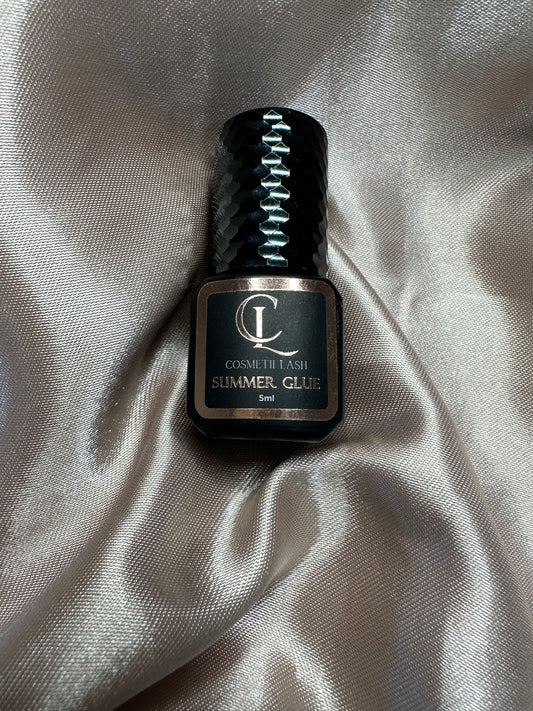 CL
COSMETII LASH
SUMMER GLUE
5ml